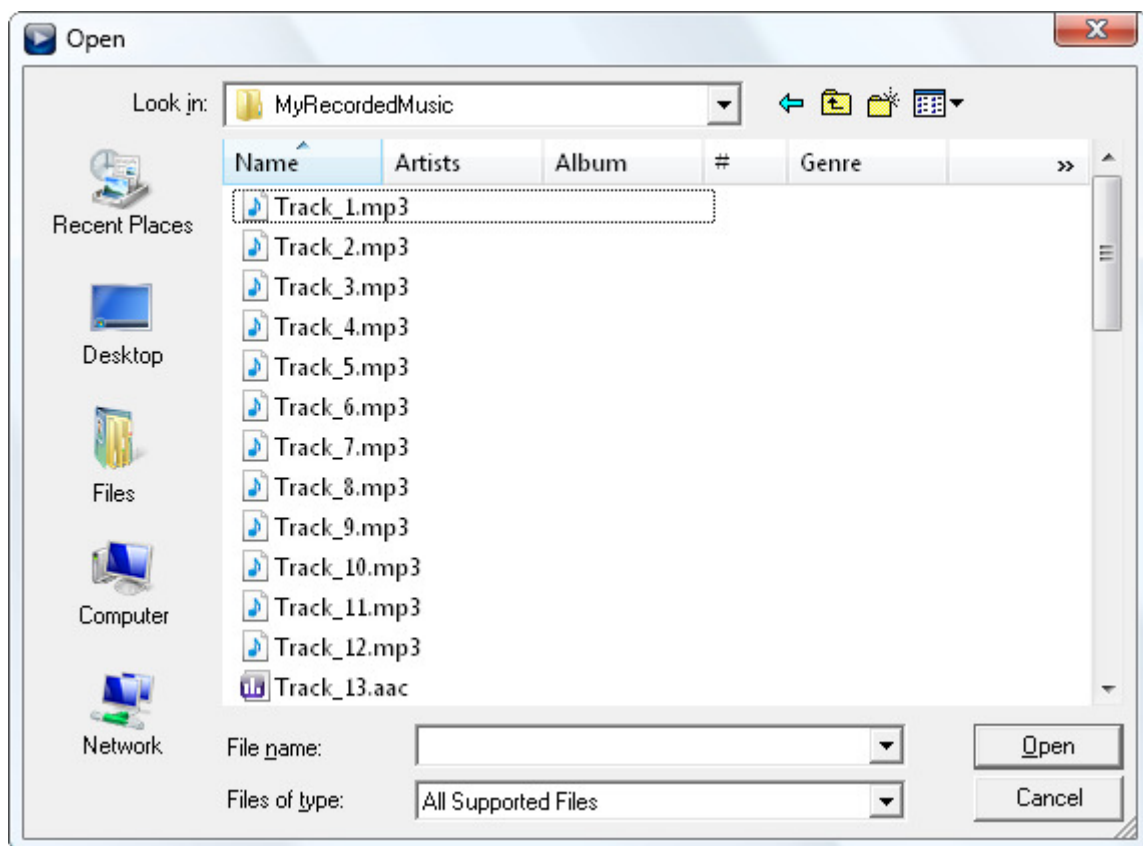 Open
Look in: MyRecordedMusic
Name Artists Album # Genre »
Recent Places
Desktop
Files
Computer
Network
Track_1.mp3
Track_2.mp3
Track_3.mp3
Track_4.mp3
Track_5.mp3
Track_6.mp3
Track_7.mp3
Track_8.mp3
Track_9.mp3
Track_10.mp3
Track_11.mp3
Track_12.mp3
Track_13.aac
File name:
Open
Files of type: All Supported Files
Cancel